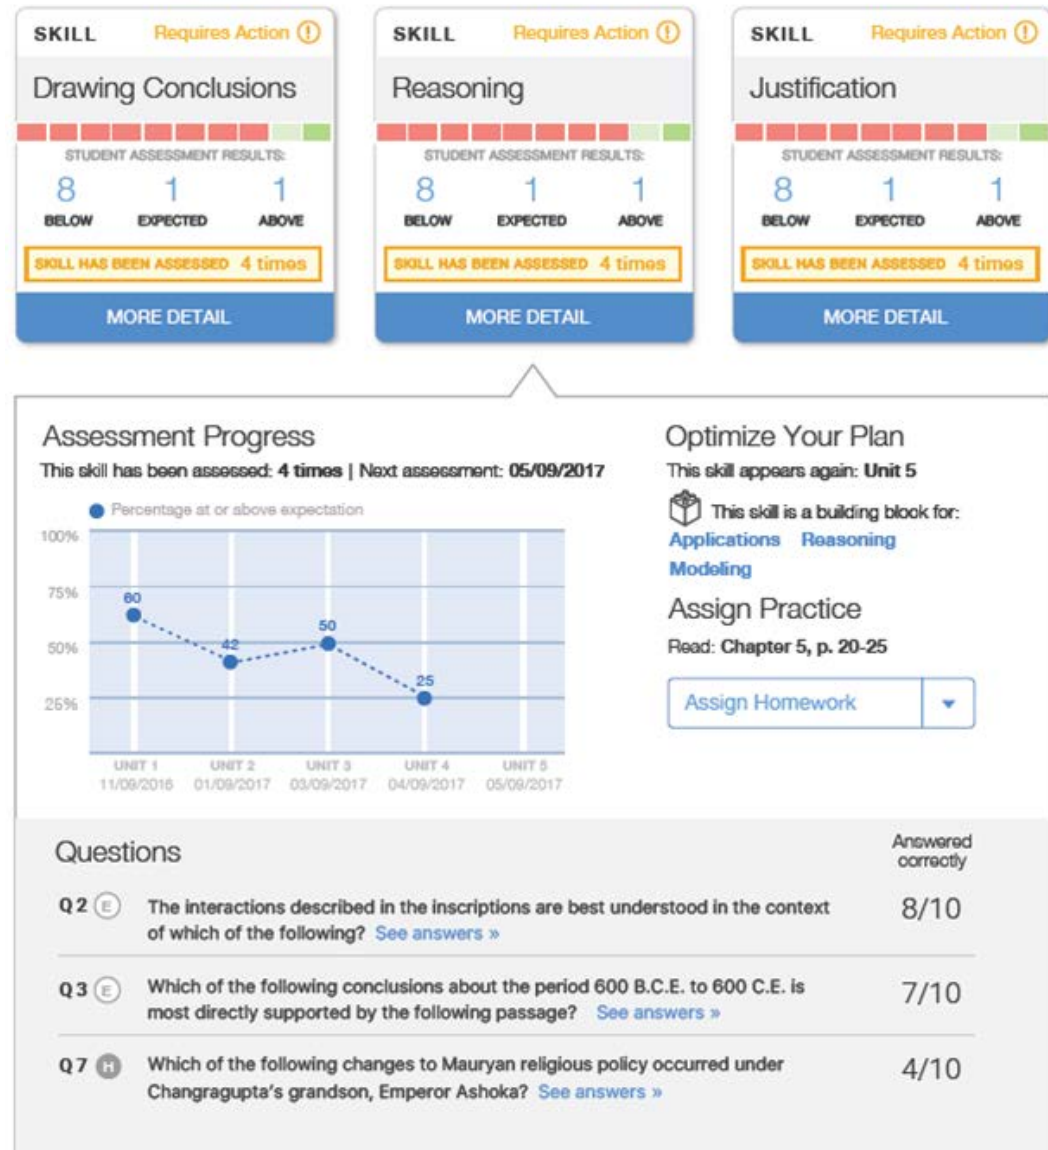 SKILL Requires Action
Drawing Conclusions
STUDENT ASSESSMENT RESULTS:
8 1 1
BELOW EXPECTED ABOVE
SKILL HAS BEEN ASSESSED 4 times
MORE DETAIL
SKILL Requires Action
Reasoning
STUDENT ASSESSMENT RESULTS:
8 1 1
BELOW EXPECTED ABOVE
SKILL HAS BEEN ASSESSED 4 times
MORE DETAIL
SKILL Requires Action
Justification
STUDENT ASSESSMENT RESULTS:
8 1 1
BELOW EXPECTED ABOVE
SKILL HAS BEEN ASSESSED 4 times
MORE DETAIL
Assessment Progress
This skill has been assessed: 4 times | Next assessment: 05/09/2017
Percentage at or above expectation
100%
75%
50%
25%
60
42
50
25
UNIT 1 UNIT 2 UNIT 3 UNIT 4 UNIT 5
11/09/2016 01/09/2017 03/09/2017 04/09/2017 05/09/2017
Optimize Your Plan
This skill appears again: Unit 5
This skill is a building block for:
Applications Reasoning
Modeling
Assign Practice
Read: Chapter 5, p. 20-25
Assign Homework
Questions
Answered
correctly
Q2 E The interactions described in the inscriptions are best understood in the context
of which of the following? See answers »
8/10
Q3 E Which of the following conclusions about the period 600 B.C.E. to 600 C.E. is
most directly supported by the following passage? See answers »
7/10
Q7 H Which of the following changes to Mauryan religious policy occurred under
Changragupta's grandson, Emperor Ashoka? See answers »
4/10